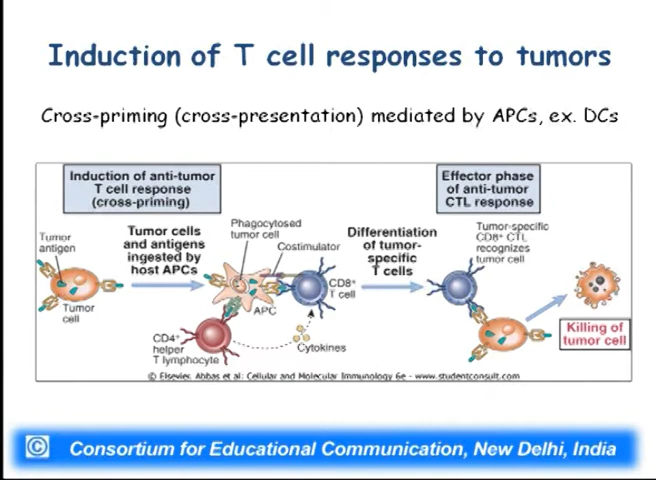 Induction of T cell responses to tumors
Cross-priming (cross-presentation) mediated by APCs, ex. DCs
Induction of anti-tumor
T cell response
(cross-priming)
Effector phase
of anti-tumor
CTL response
Tumor
antigen
Tumor cells
and antigens
ingested by
host APCs
Phagocytosed
tumor cell
Costimulator
Differentiation
of tumor-
specific
T cells
Tumor-specific
CD8+ CTL
recognizes
tumor cell
CD8+
T cell
APC
Tumor
cell
CD4+
helper
T lymphocyte
Cytokines
Killing of
tumor cell
© Elsevier. Abbas et al: Cellular and Molecular Immunology 6e - www.studentconsult.com
© Consortium for Educational Communication, New Delhi, India